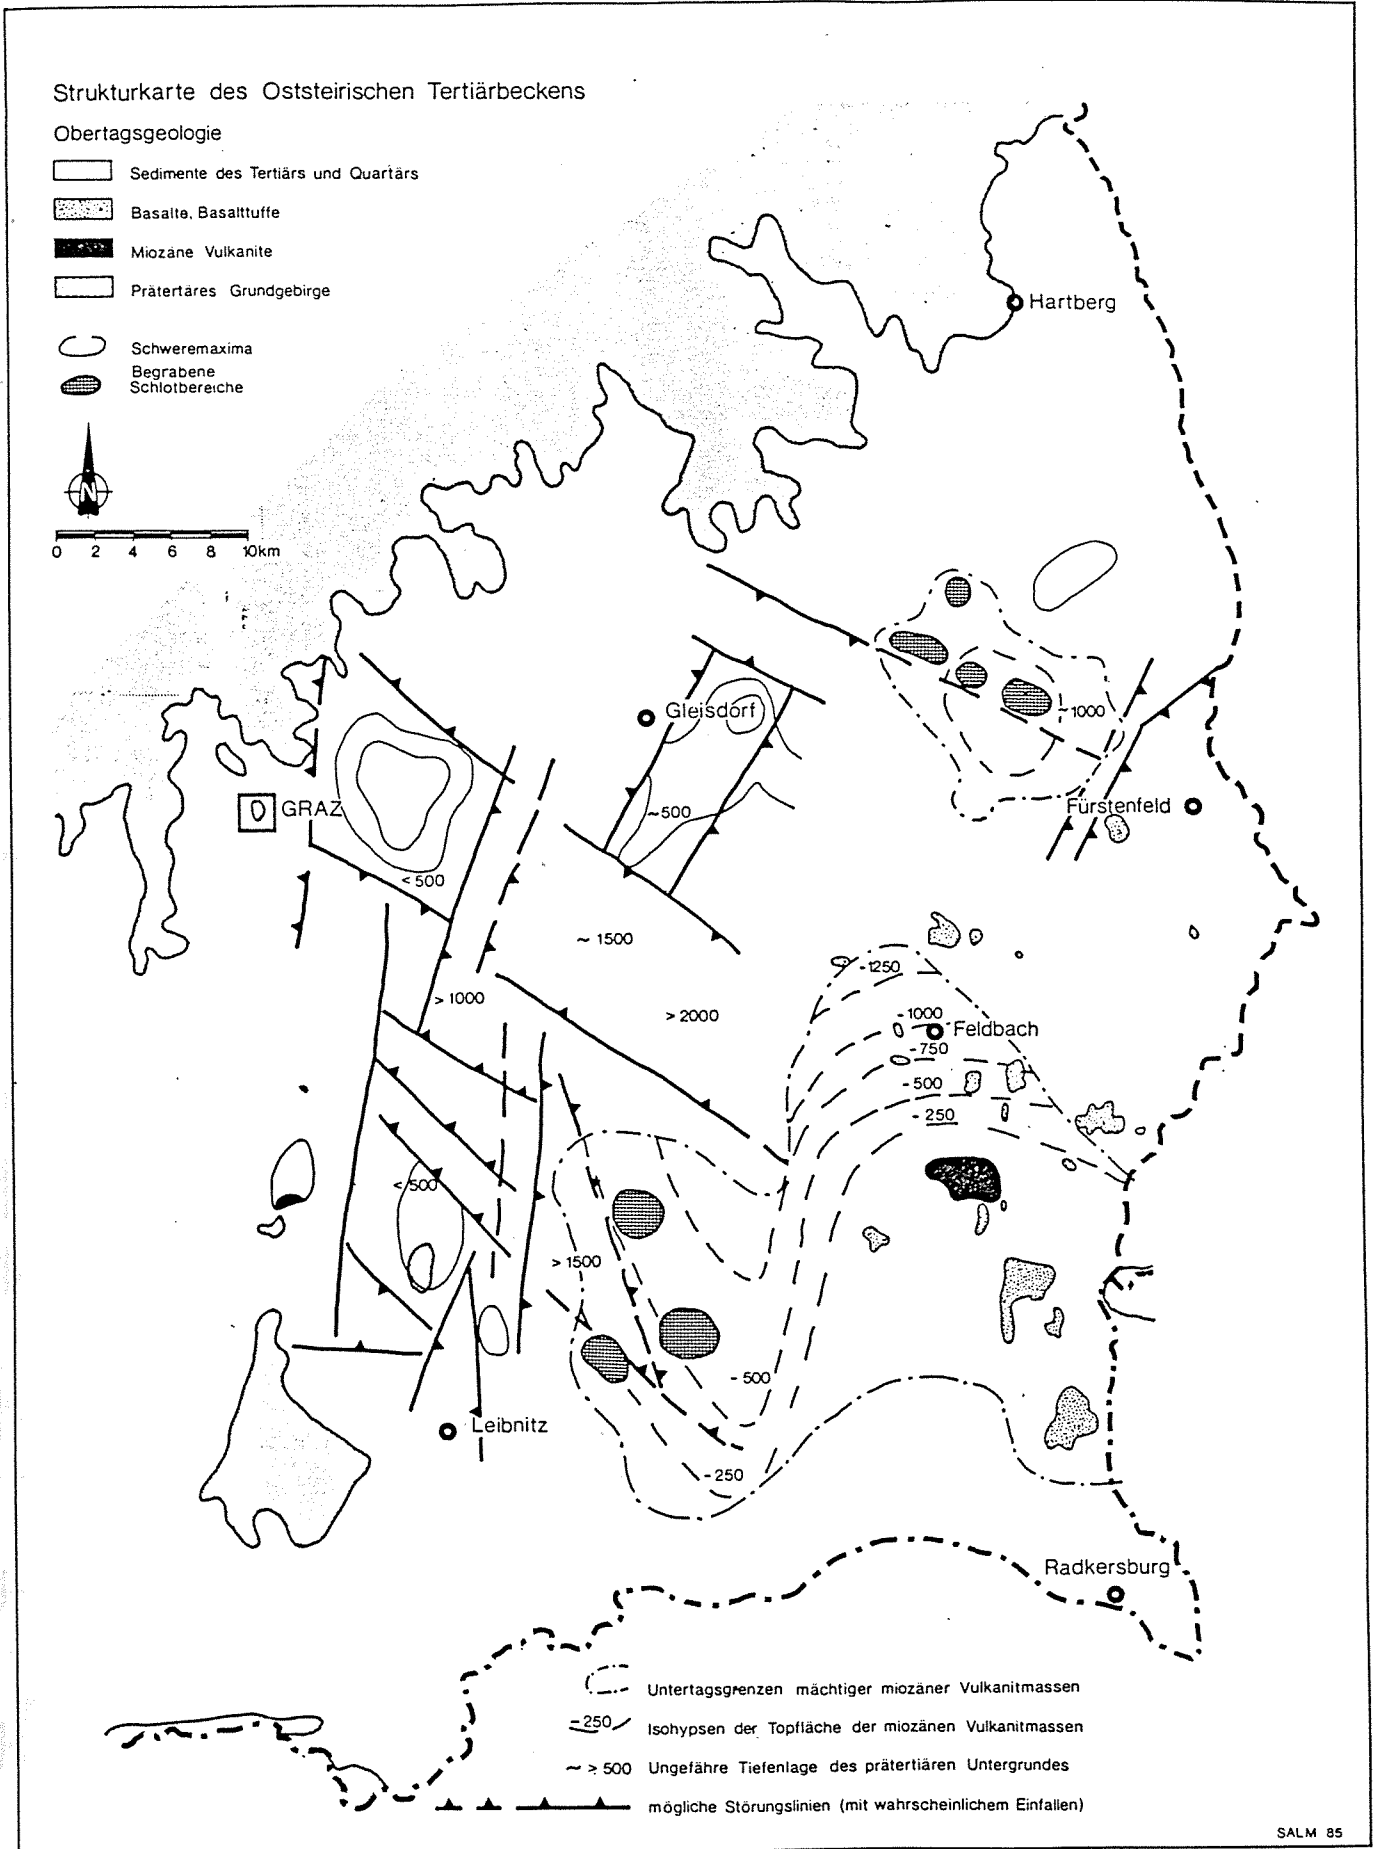 Strukturkarte des Oststeirischen Tertiärbeckens
Obertagsgeologie
Sedimente des Tertiärs und Quartärs
Basalte, Basalttuffe
Miozäne Vulkanite
Prätertäres Grundgebirge
Schweremaxima
Begrabene
Schlotbereiche
N
0 2 4 6 8 10km
Hartberg
Gleisdorf
~1000
GRAZ
~500
Fürstenfeld
< 500
~ 1500
-1250
> 1000
> 2000
-1000
Feldbach
-750
-500
-250
< 500
> 1500
-500
Leibnitz
-250
Radkersburg
Untertagsgrenzen mächtiger miozäner Vulkanitmassen
-250 Isohypsen der Topfläche der miozänen Vulkanitmassen
~ > 500 Ungefähre Tiefenlage des prätertiären Untergrundes
mögliche Störungslinien (mit wahrscheinlichem Einfallen)
SALM 85